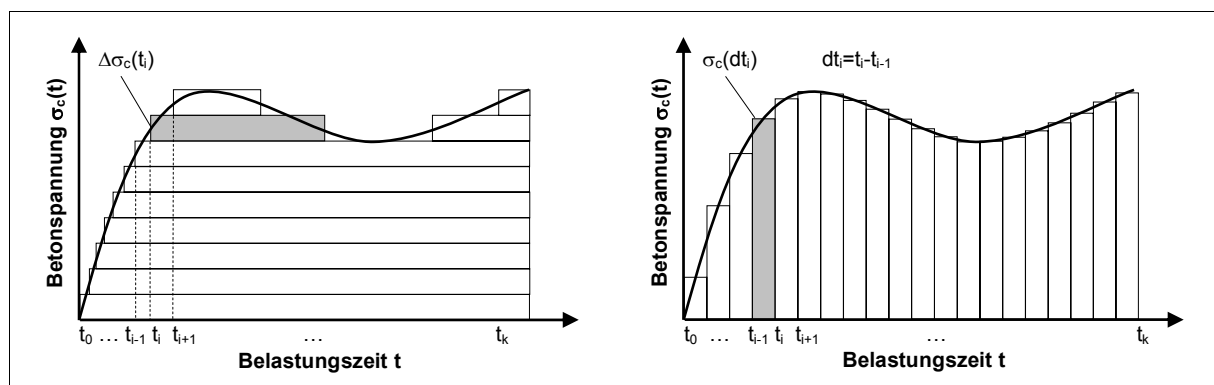 Betonspannung σc(t)
Δσc(ti)
t0 … ti-1 ti ti+1 … tk
Belastungszeit t
Betonspannung σc(t)
σc(dti)
dti=ti-ti-1
t0 … ti-1 ti ti+1 … tk
Belastungszeit t